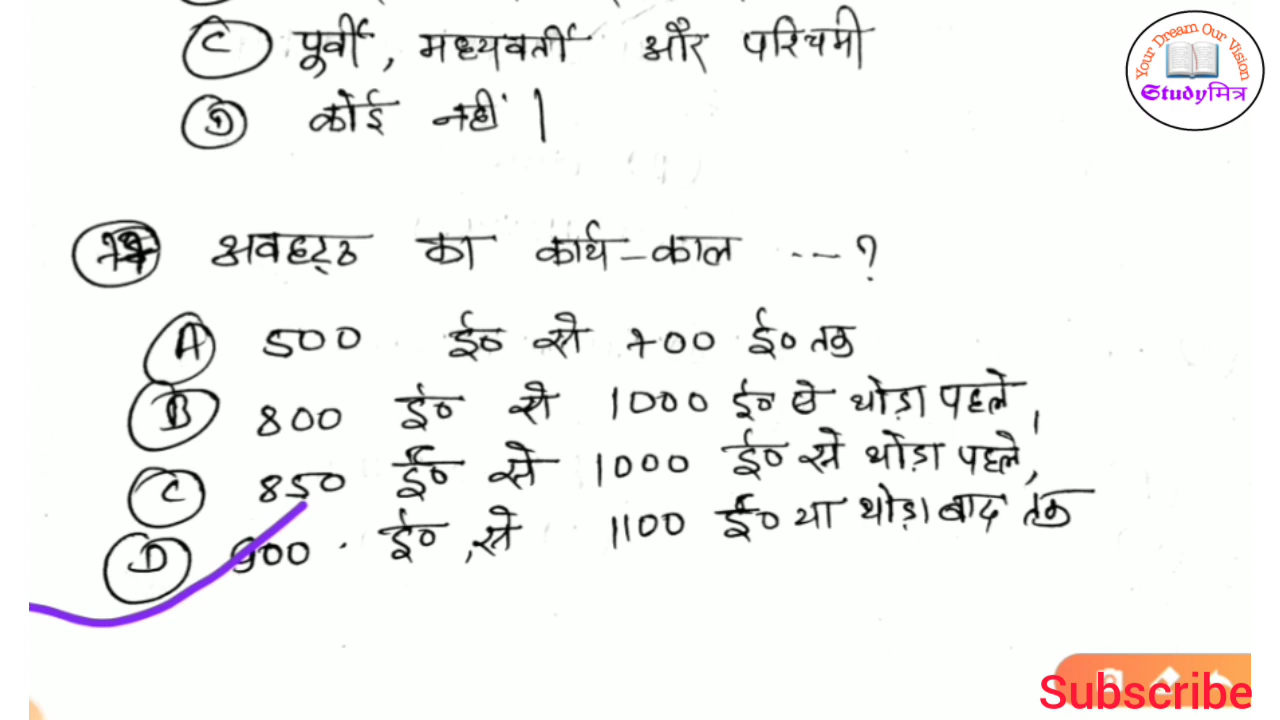 (C) पूर्वी, मध्यवर्ती और पश्चिमी
(D) कोई नहीं।
Your Dream Our Vision
Studyमित्र
अवहट्ठ का कार्य-काल ---?
(A) 500 ई० से 700 ई० तक
(B) 800 ई० से 1000 ई० से थोड़ा पहले,
(C) 850 ई० से 1000 ई० से थोड़ा पहले,
(D) 900 ई० से 1100 ई० या थोड़ा बाद तक
Subscribe